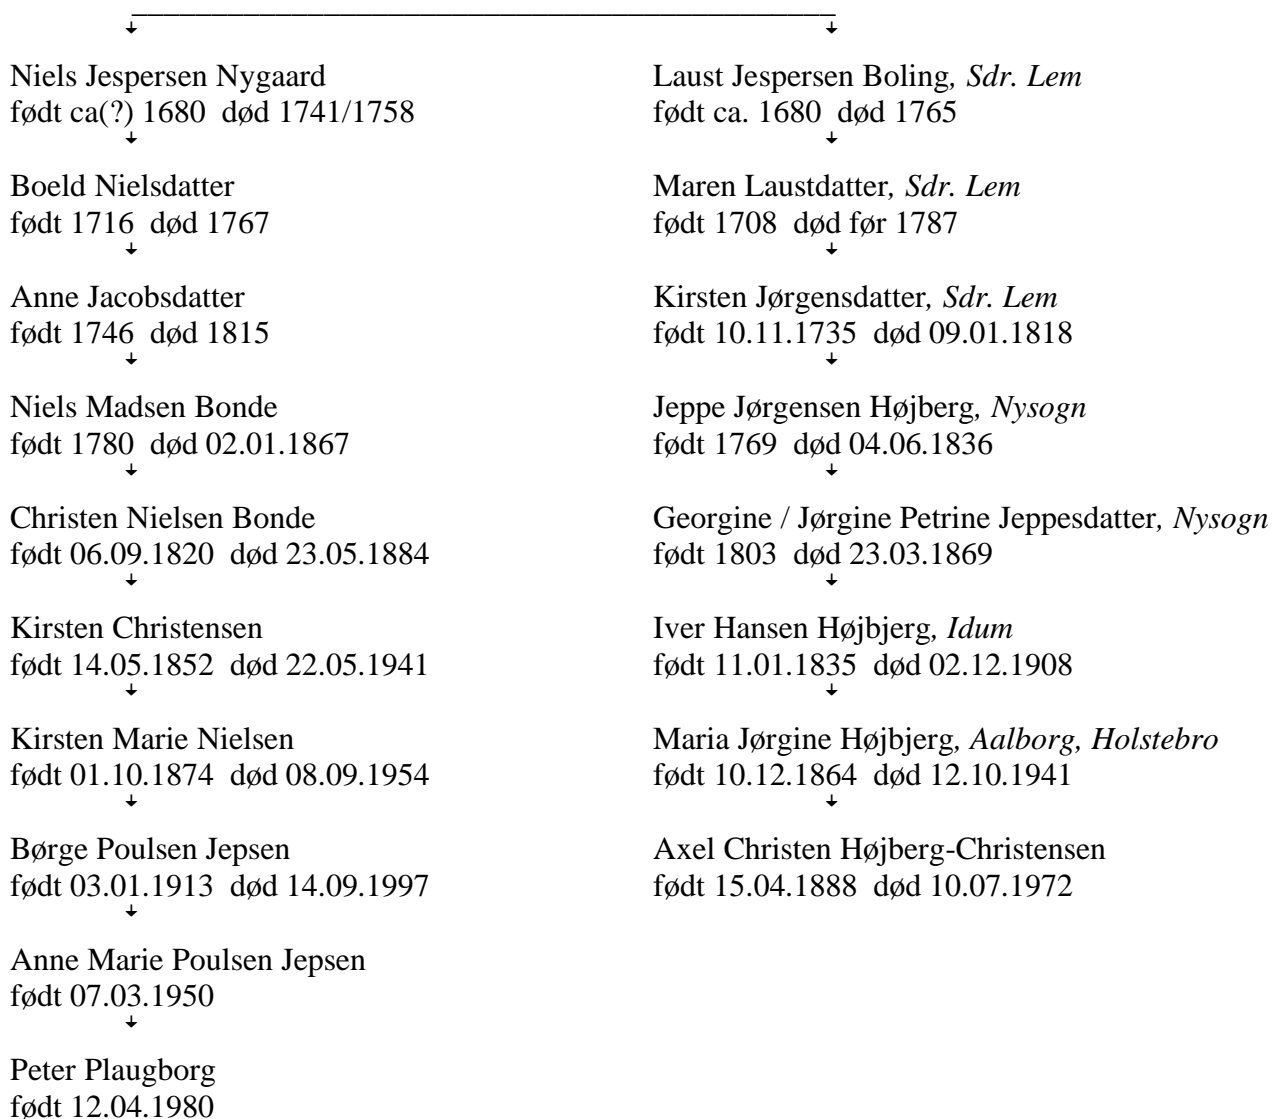 Niels Jespersen Nygaard
født ca(?) 1680 død 1741/1758
Boeld Nielsdatter
født 1716 død 1767
Anne Jacobsdatter
født 1746 død 1815
Niels Madsen Bonde
født 1780 død 02.01.1867
Christen Nielsen Bonde
født 06.09.1820 død 23.05.1884
Kirsten Christensen
født 14.05.1852 død 22.05.1941
Kirsten Marie Nielsen
født 01.10.1874 død 08.09.1954
Børge Poulsen Jepsen
født 03.01.1913 død 14.09.1997
Anne Marie Poulsen Jepsen
født 07.03.1950
Peter Plaugborg
født 12.04.1980
Laust Jespersen Boling, Sdr. Lem
født ca. 1680 død 1765
Maren Laustdatter, Sdr. Lem
født 1708 død før 1787
Kirsten Jørgensdatter, Sdr. Lem
født 10.11.1735 død 09.01.1818
Jeppe Jørgensen Højberg, Nysogn
født 1769 død 04.06.1836
Georgine / Jørgine Petrine Jeppesdatter, Nysogn
født 1803 død 23.03.1869
Iver Hansen Højbjerg, Idum
født 11.01.1835 død 02.12.1908
Maria Jørgine Højbjerg, Aalborg, Holstebro
født 10.12.1864 død 12.10.1941
Axel Christen Højberg-Christensen
født 15.04.1888 død 10.07.1972